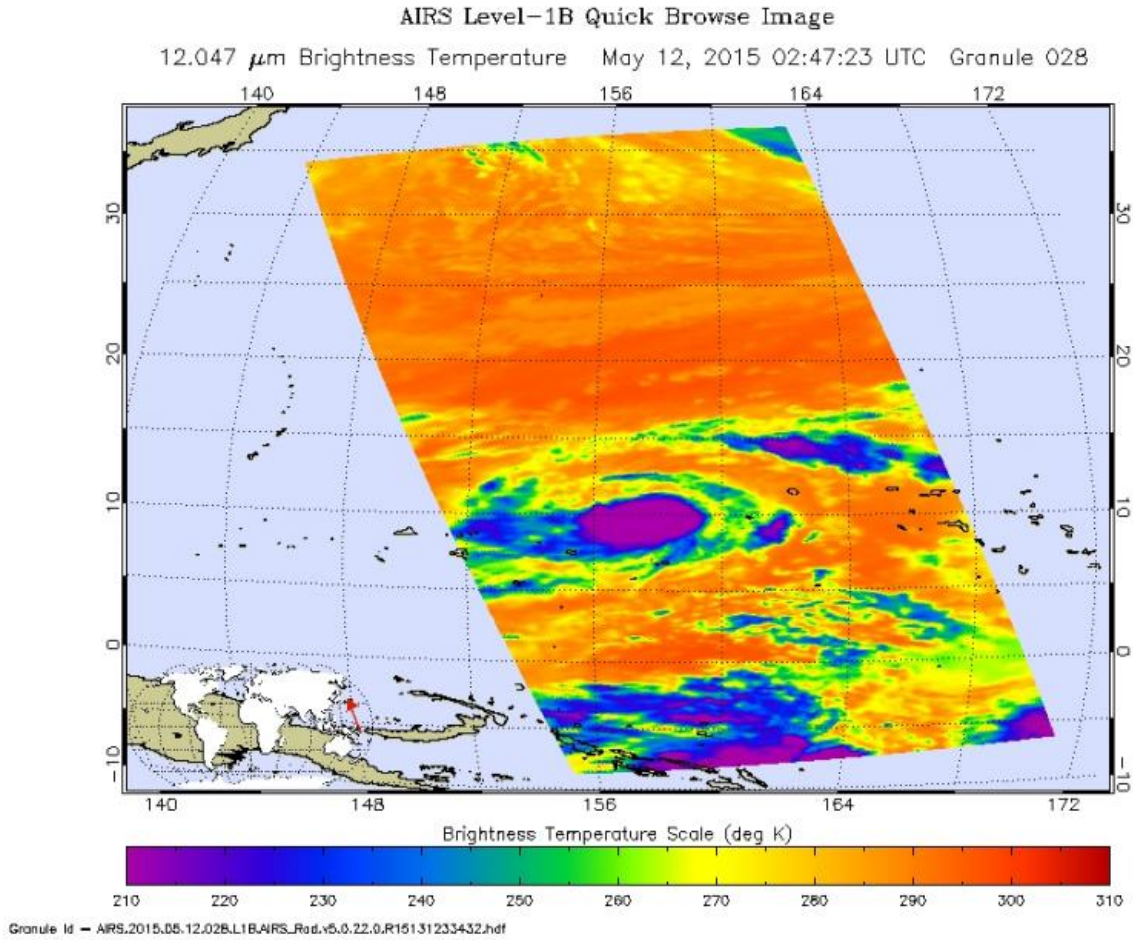 AIRS Level-1B Quick Browse Image
12.047 μm Brightness Temperature May 12, 2015 02:47:23 UTC Granule 028
140 148 156 164 172
30 30
20 20
10 10
0 0
-10 -10
140 148 156 164 172
Brightness Temperature Scale (deg K)
210 220 230 240 250 260 270 280 290 300 310
Granule Id — AIRS.2015.05.12.028.L1B.AIRS_Rad.v5.0.22.0.R15131233432.hdf